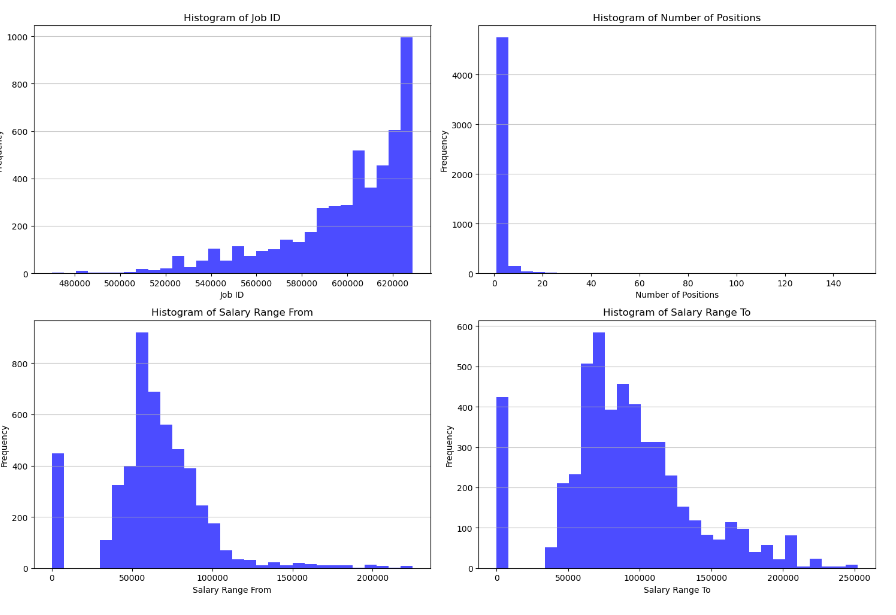 Histogram of Job ID
1000
800
600
400
200
0
480000 500000 520000 540000 560000 580000 600000 620000
Job ID
Histogram of Number of Positions
Frequency
4000
3000
2000
1000
0
0 20 40 60 80 100 120 140
Number of Positions
Histogram of Salary Range From
Frequency
800
600
400
200
0
0 50000 100000 150000 200000
Salary Range From
Histogram of Salary Range To
Frequency
600
500
400
300
200
100
0
0 50000 100000 150000 200000 250000
Salary Range To